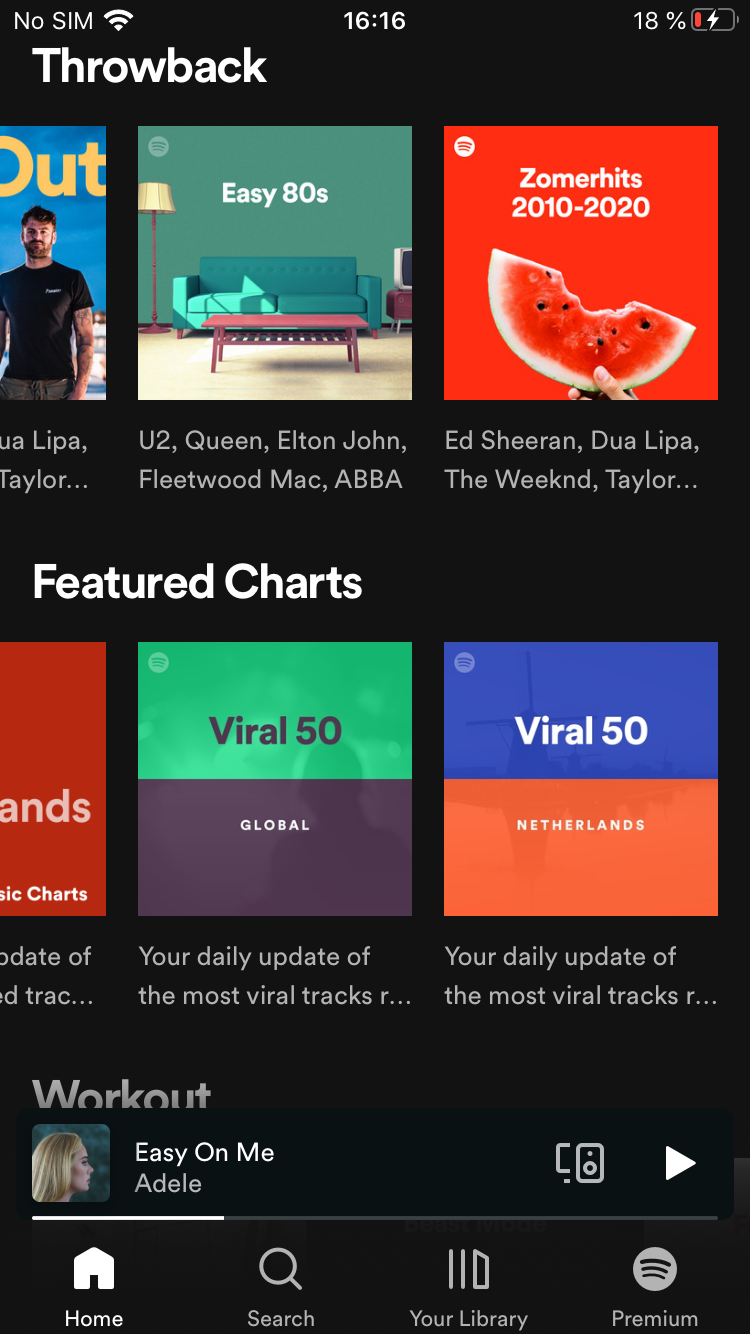 No SIM 16:16 18 %
Throwback
Out
Easy 80s
Zomerhits
2010-2020
ua Lipa,
Taylor...
U2, Queen, Elton John,
Fleetwood Mac, ABBA
Ed Sheeran, Dua Lipa,
The Weeknd, Taylor...
Featured Charts
ands
sic Charts
Viral 50
GLOBAL
Viral 50
NETHERLANDS
pdate of
ed trac...
Your daily update of
the most viral tracks r...
Your daily update of
the most viral tracks r...
Workout
Easy On Me
Adele
Beast Mode
Home
Search
Your Library
Premium